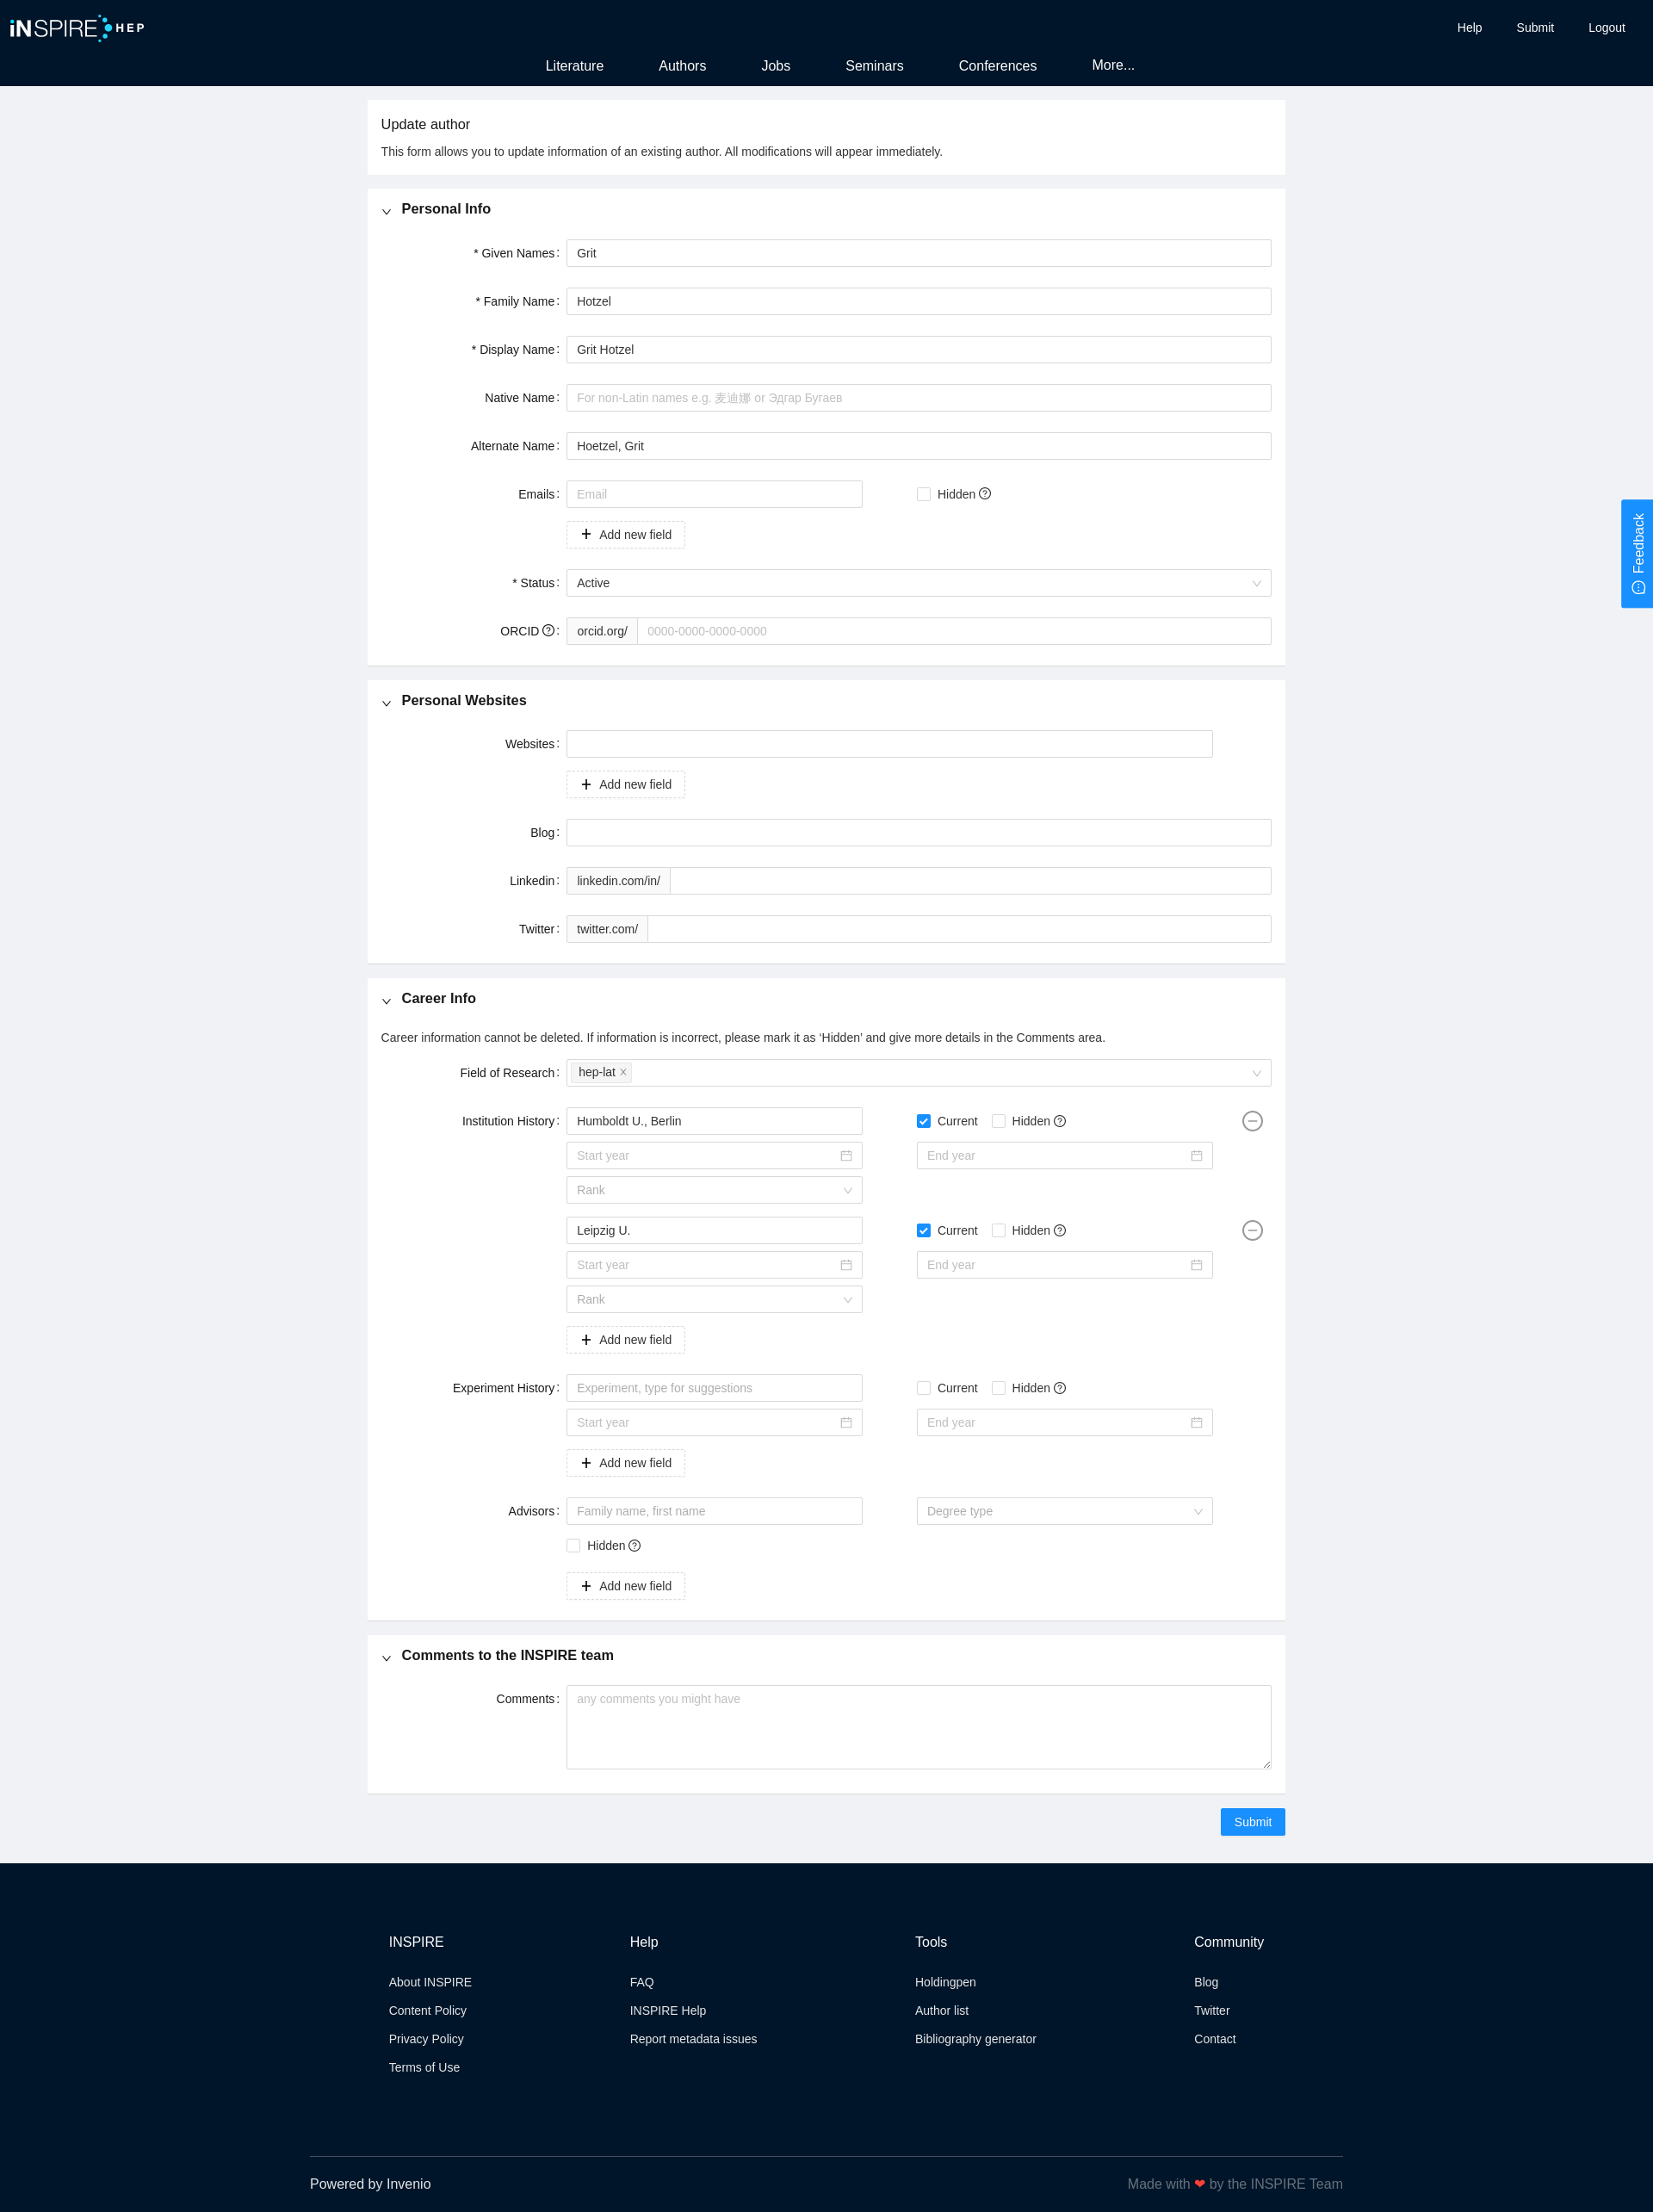 iNSPIRE HEP
Help Submit Logout
Literature Authors Jobs Seminars Conferences More...
Update author
This form allows you to update information of an existing author. All modifications will appear immediately.
Personal Info
* Given Names : Grit
* Family Name : Hotzel
* Display Name : Grit Hotzel
Native Name : For non-Latin names e.g. 麦迪娜 or Эдгар Бугаев
Alternate Name : Hoetzel, Grit
Emails : Email Hidden
Add new field
Feedback
* Status : Active
ORCID : orcid.org/ 0000-0000-0000-0000
Personal Websites
Websites :
Add new field
Blog :
Linkedin : linkedin.com/in/
Twitter : twitter.com/
Career Info
Career information cannot be deleted. If information is incorrect, please mark it as ‘Hidden’ and give more details in the Comments area.
Field of Research : hep-lat
Institution History : Humboldt U., Berlin Current Hidden
Start year End year
Rank
Leipzig U. Current Hidden
Start year End year
Rank
Add new field
Experiment History : Experiment, type for suggestions Current Hidden
Start year End year
Add new field
Advisors : Family name, first name Degree type
Hidden
Add new field
Comments to the INSPIRE team
Comments : any comments you might have
Submit
INSPIRE Help Tools Community
About INSPIRE FAQ Holdingpen Blog
Content Policy INSPIRE Help Author list Twitter
Privacy Policy Report metadata issues Bibliography generator Contact
Terms of Use
Powered by Invenio Made with ❤ by the INSPIRE Team